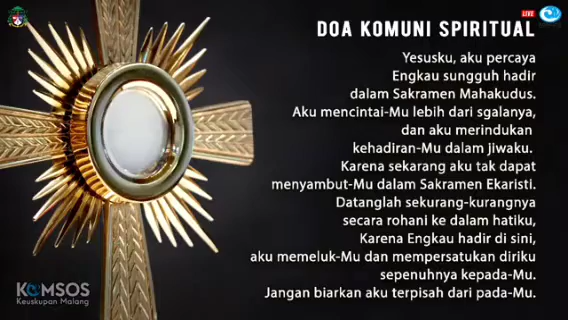 LIVE
DOA KOMUNI SPIRITUAL
Yesusku, aku percaya
Engkau sungguh hadir
dalam Sakramen Mahakudus.
Aku mencintai-Mu lebih dari sgalanya,
dan aku merindukan
kehadiran-Mu dalam jiwaku.
Karena sekarang aku tak dapat
menyambut-Mu dalam Sakramen Ekaristi.
Datanglah sekurang-kurangnya
secara rohani ke dalam hatiku,
Karena Engkau hadir di sini,
aku memeluk-Mu dan mempersatukan diriku
sepenuhnya kepada-Mu.
Jangan biarkan aku terpisah dari pada-Mu.
KOMSOS
Keuskupan Malang